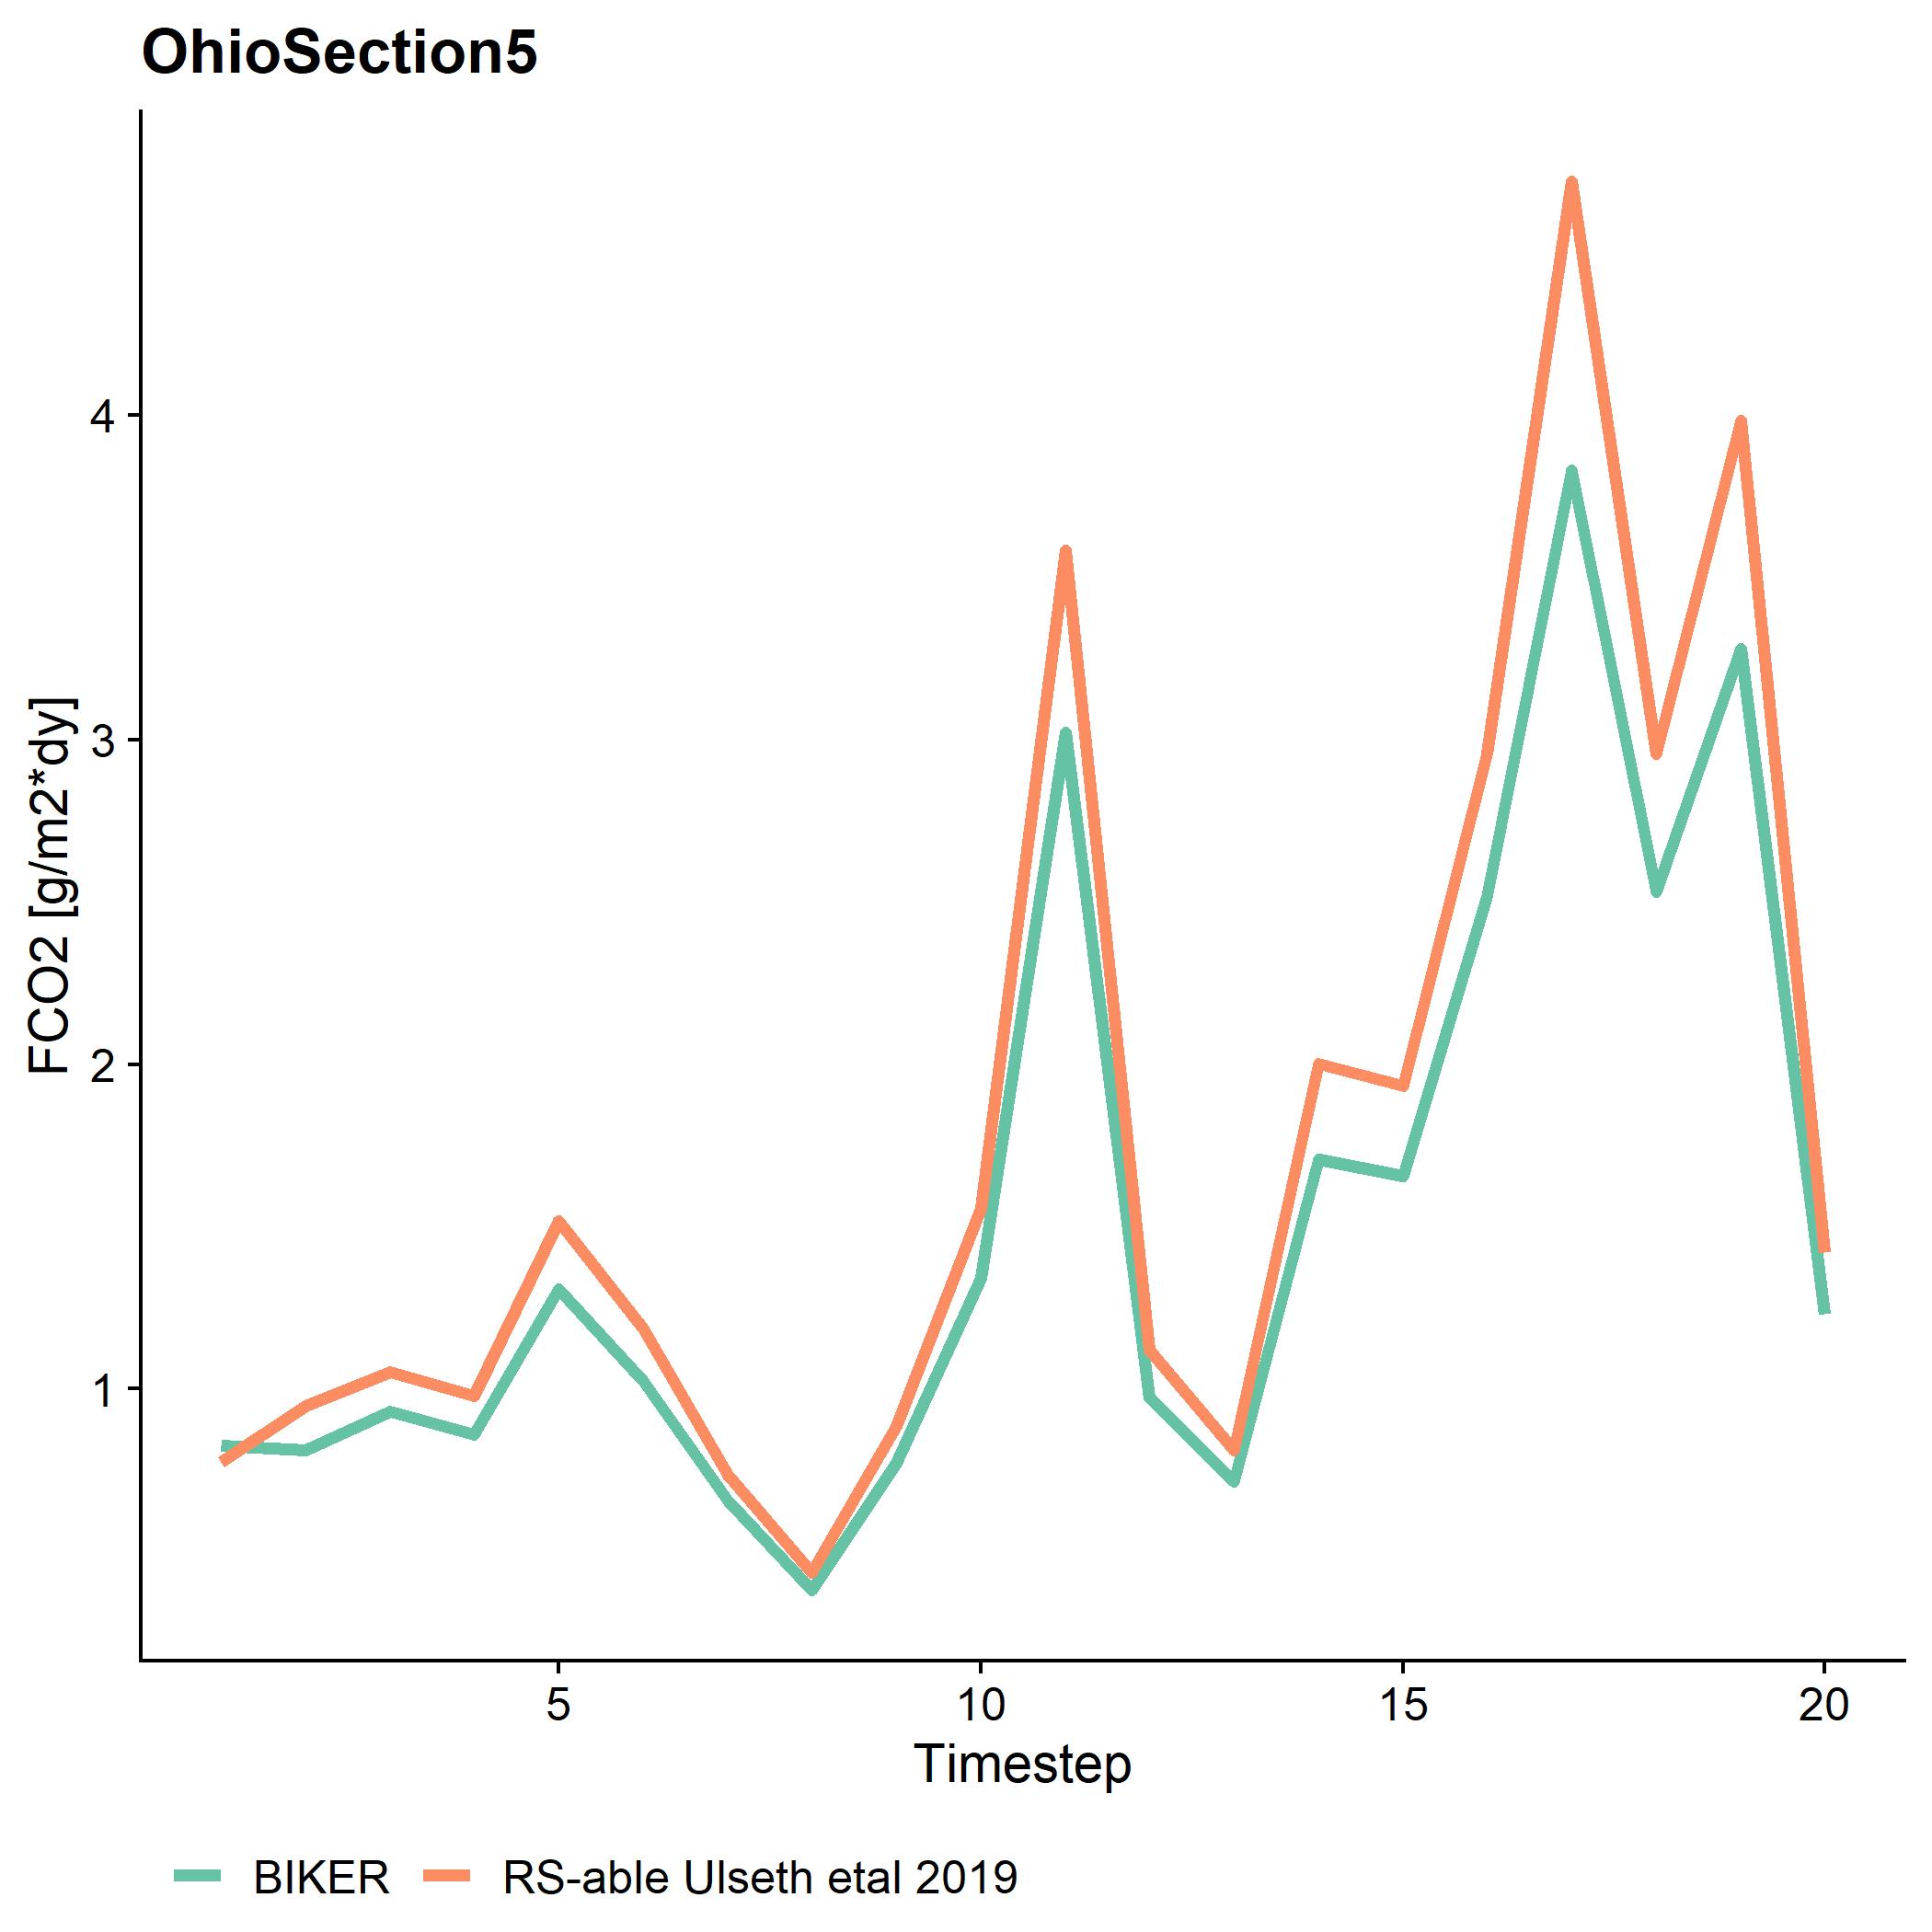 OhioSection5
FCO2 [g/m2*dy]
4
3
2
1
5 10 15 20
Timestep
BIKER RS-able Ulseth etal 2019